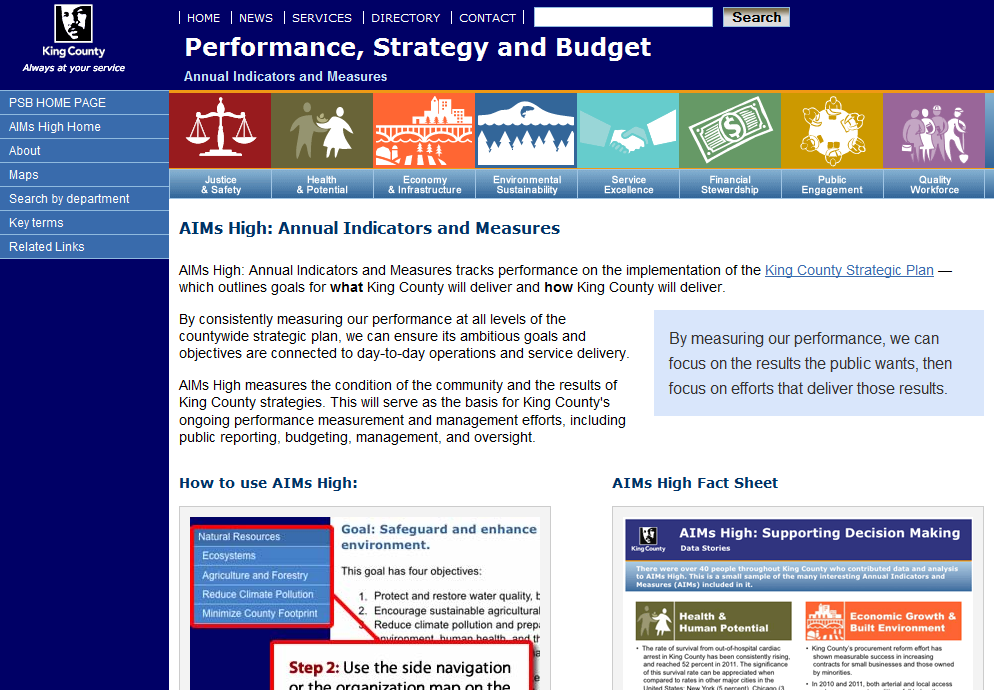 King County
Always at your service
HOME NEWS SERVICES DIRECTORY CONTACT Search
Performance, Strategy and Budget
Annual Indicators and Measures
PSB HOME PAGE
AIMs High Home
About
Maps
Search by department
Key terms
Related Links
Justice & Safety
Health & Potential
Economy & Infrastructure
Environmental Sustainability
Service Excellence
Financial Stewardship
Public Engagement
Quality Workforce
AIMs High: Annual Indicators and Measures
AIMs High: Annual Indicators and Measures tracks performance on the implementation of the King County Strategic Plan —
which outlines goals for what King County will deliver and how King County will deliver.
By consistently measuring our performance at all levels of the
countywide strategic plan, we can ensure its ambitious goals and
objectives are connected to day-to-day operations and service delivery.
AIMs High measures the condition of the community and the results of
King County strategies. This will serve as the basis for King County's
ongoing performance measurement and management efforts, including
public reporting, budgeting, management, and oversight.
By measuring our performance, we can
focus on the results the public wants, then
focus on efforts that deliver those results.
How to use AIMs High:
Natural Resources
Ecosystems
Agriculture and Forestry
Reduce Climate Pollution
Minimize County Footprint
Goal: Safeguard and enhance
environment.
This goal has four objectives:
1. Protect and restore water quality, b
2. Encourage sustainable agricultural
3. Reduce climate pollution and prepa
environment, human health, and th
Step 2: Use the side navigation
or the organization map on the
AIMs High Fact Sheet
King County
AIMs High: Supporting Decision Making
Data Stories
There were over 40 people throughout King County who contributed data and analysis
to AIMs High. This is a small sample of the many interesting Annual Indicators and
Measures (AIMs) included in it.
Health &
Human Potential
• The rate of survival from out-of-hospital cardiac
arrest in King County has been consistently rising,
and reached 52 percent in 2011. The significance
of this survival rate can be appreciated when
compared to rates in other major cities in the
United States: New York (5 percent), Chicago (3
Economic Growth &
Built Environment
• King County's procurement reform effort has
shown measurable success in increasing
contracts for small businesses and those owned
by minorities.
• In 2010 and 2011, both arterial and local access